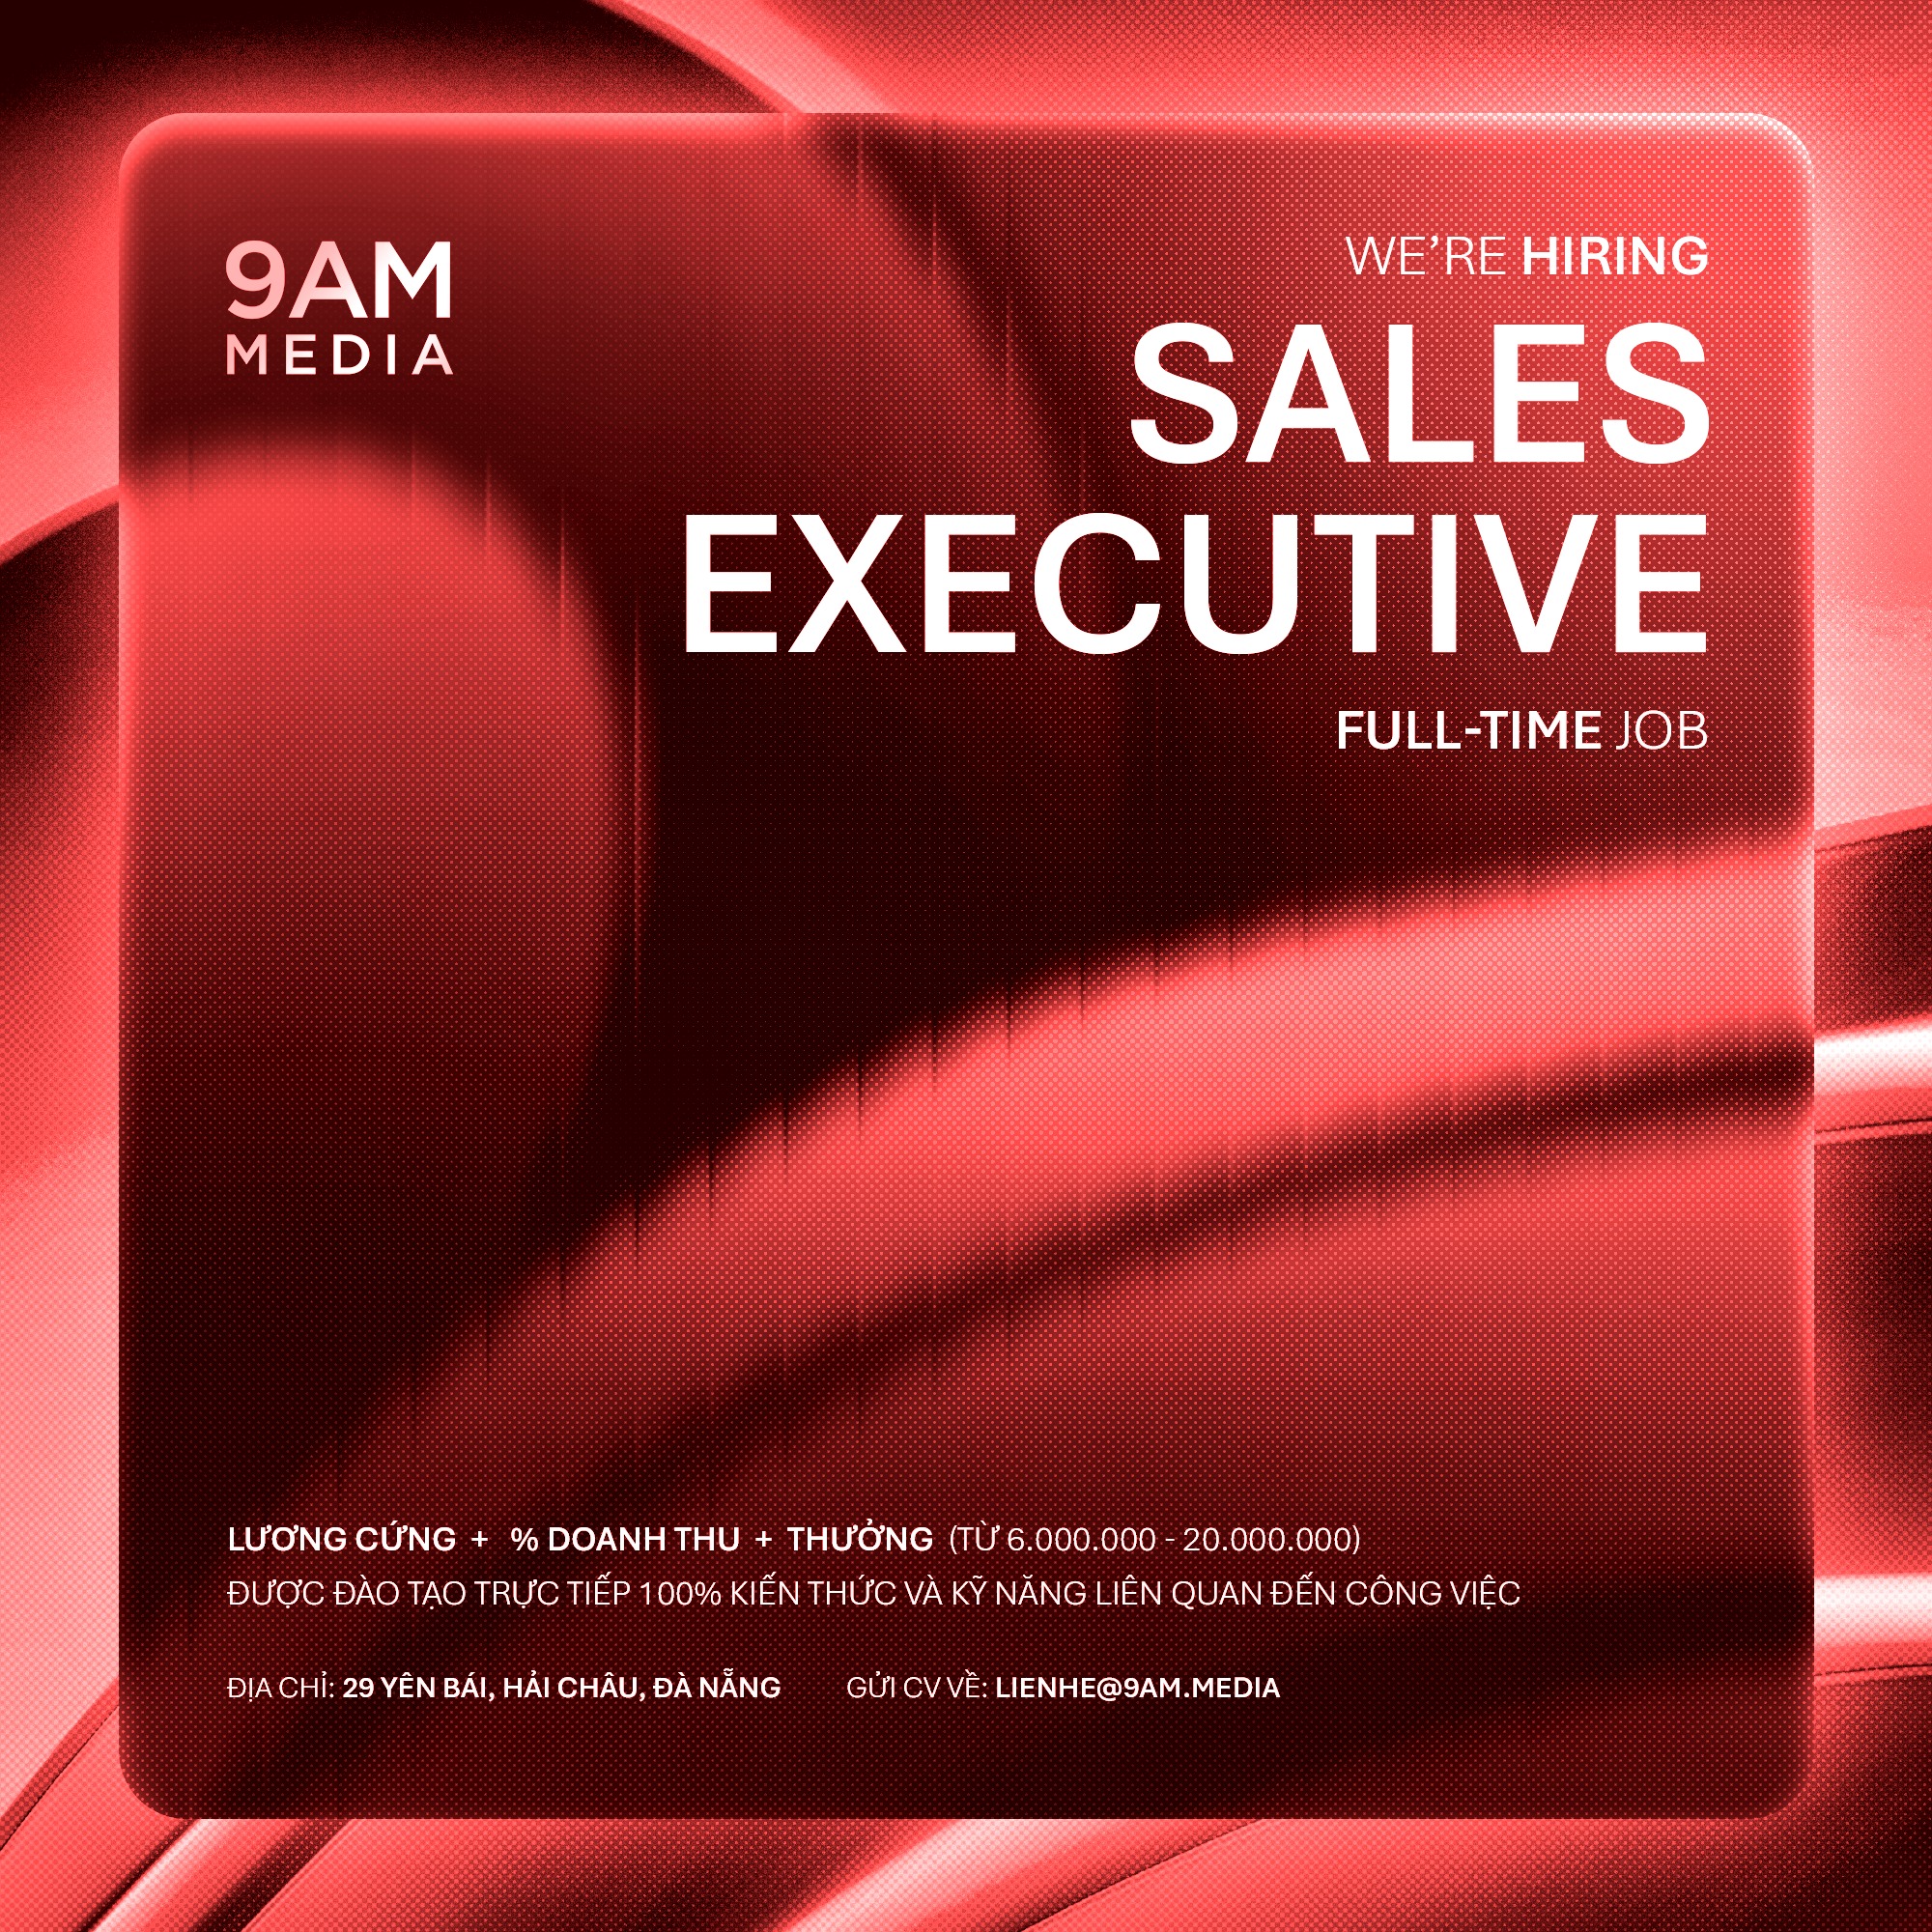 9AM
MEDIA
WE’RE HIRING
SALES
EXECUTIVE
FULL-TIME JOB
LƯƠNG CỨNG + % DOANH THU + THƯỞNG (TỪ 6.000.000 - 20.000.000)
ĐƯỢC ĐÀO TẠO TRỰC TIẾP 100% KIẾN THỨC VÀ KỸ NĂNG LIÊN QUAN ĐẾN CÔNG VIỆC
ĐỊA CHỈ: 29 YÊN BÁI, HẢI CHÂU, ĐÀ NẴNG GỬI CV VỀ: LIENHE@9AM.MEDIA